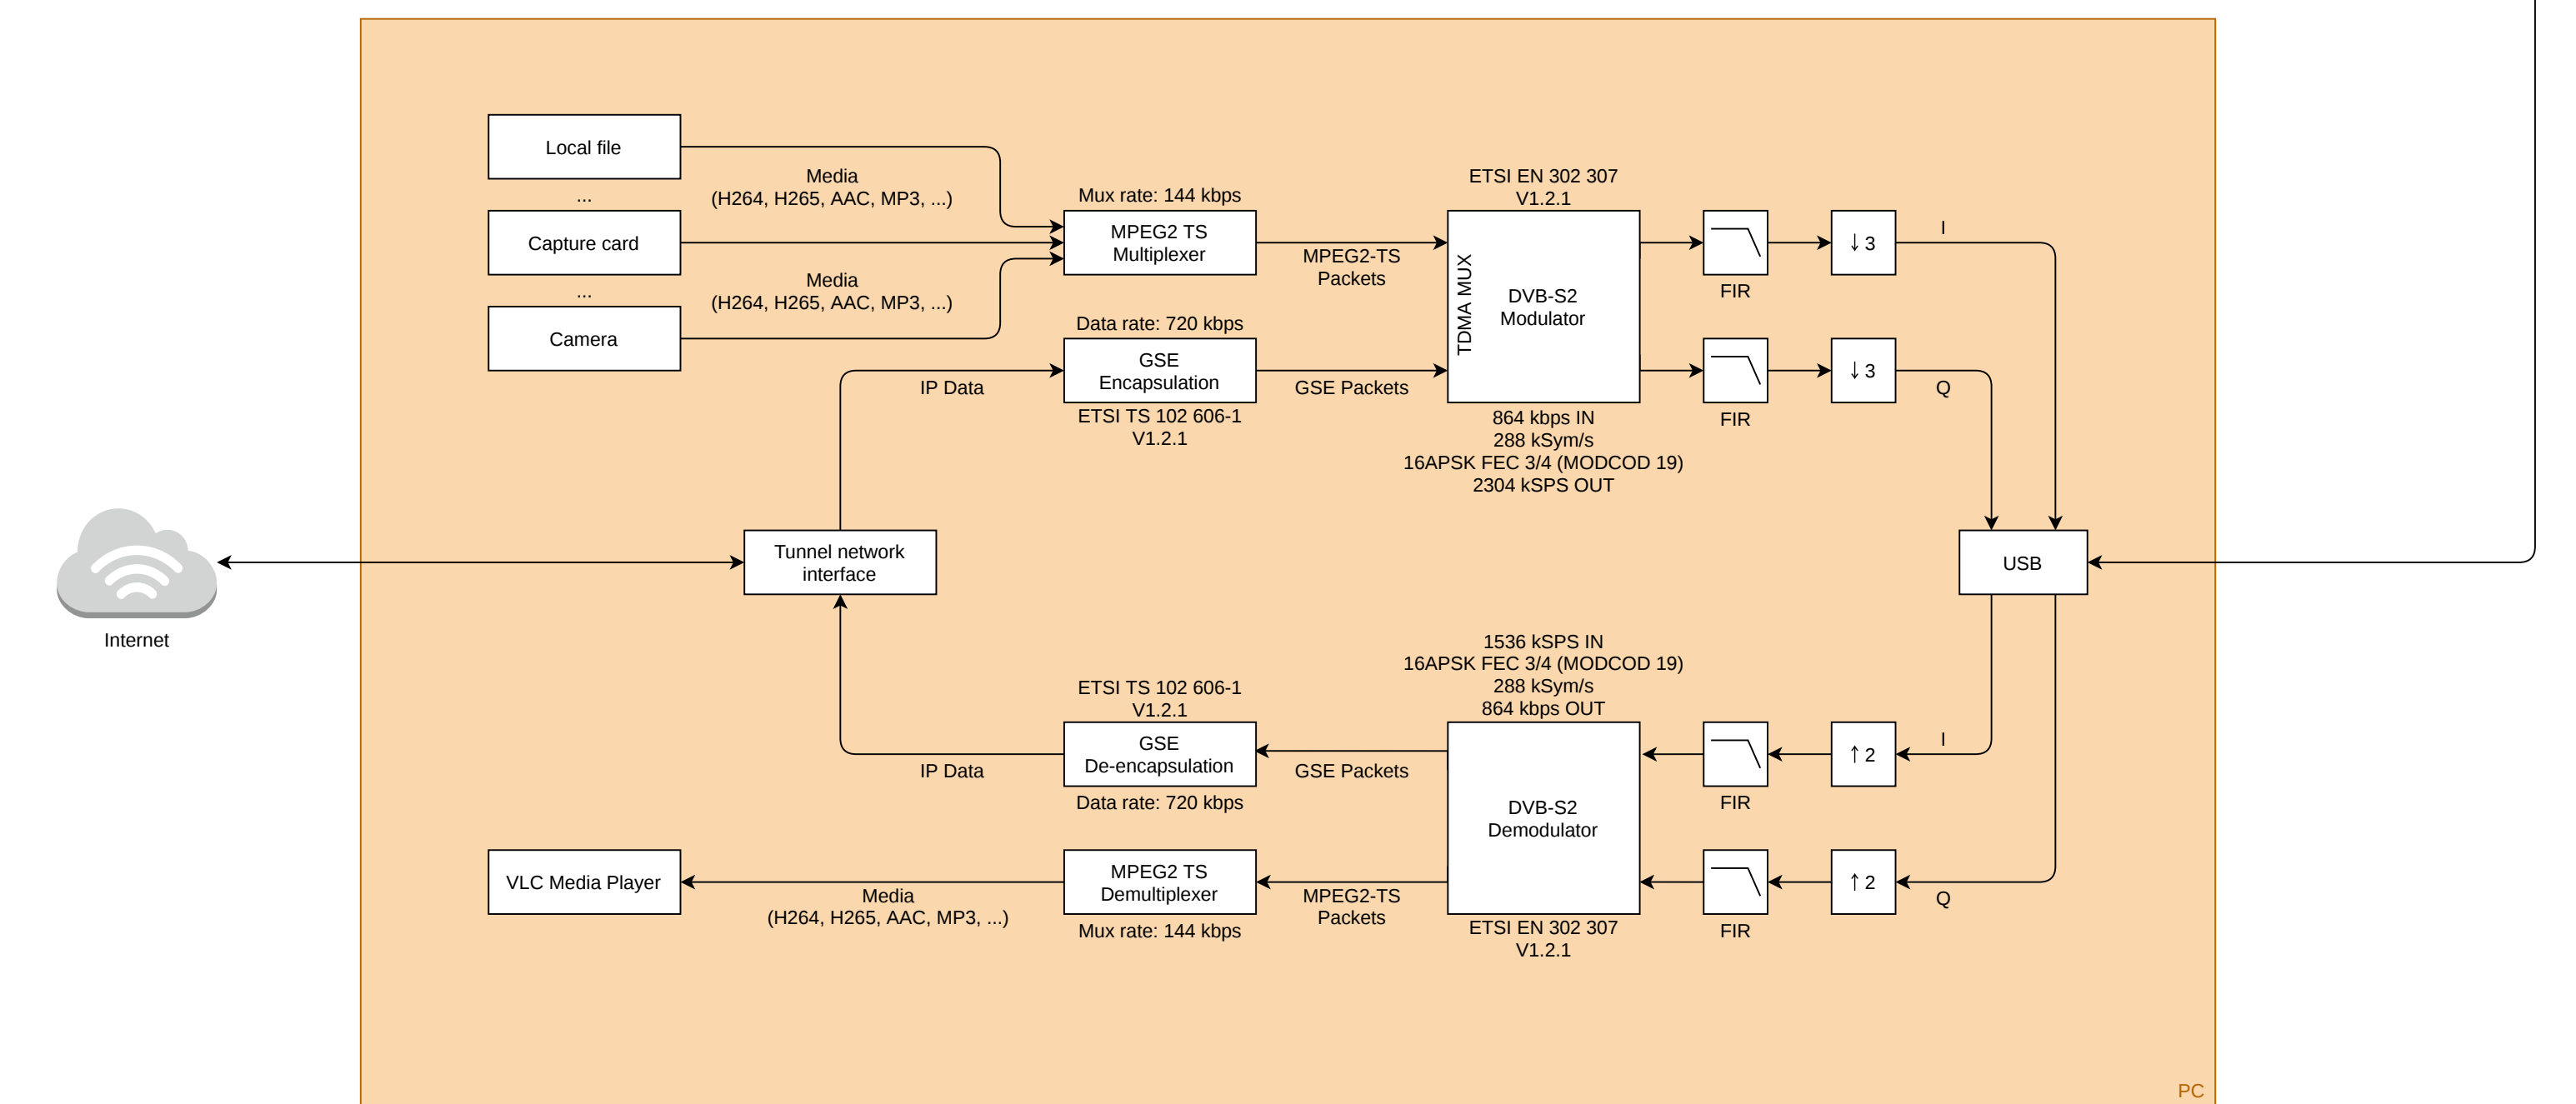 Local file
...
Capture card
...
Camera
Media
(H264, H265, AAC, MP3, ...)
Media
(H264, H265, AAC, MP3, ...)
Mux rate: 144 kbps
MPEG2 TS
Multiplexer
MPEG2-TS
Packets
Data rate: 720 kbps
GSE
Encapsulation
ETSI TS 102 606-1
V1.2.1
IP Data
GSE Packets
ETSI EN 302 307
V1.2.1
TDMA MUX
DVB-S2
Modulator
864 kbps IN
288 kSym/s
16APSK FEC 3/4 (MODCOD 19)
2304 kSPS OUT
FIR
↓ 3
I
FIR
↓ 3
Q
Internet
Tunnel network
interface
USB
1536 kSPS IN
16APSK FEC 3/4 (MODCOD 19)
288 kSym/s
864 kbps OUT
DVB-S2
Demodulator
ETSI EN 302 307
V1.2.1
I
↑ 2
FIR
Q
↑ 2
FIR
ETSI TS 102 606-1
V1.2.1
GSE
De-encapsulation
Data rate: 720 kbps
GSE Packets
IP Data
MPEG2 TS
Demultiplexer
Mux rate: 144 kbps
MPEG2-TS
Packets
Media
(H264, H265, AAC, MP3, ...)
VLC Media Player
PC